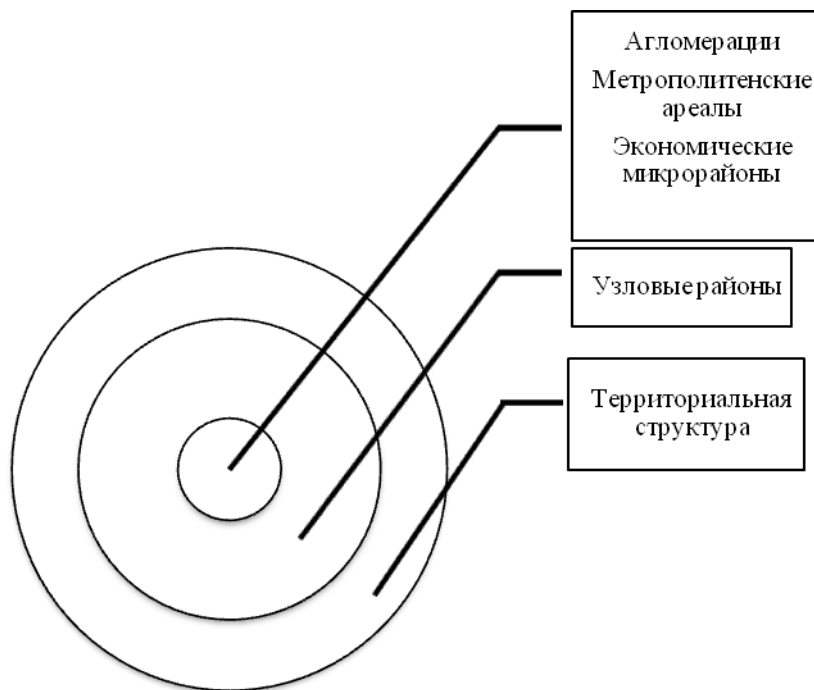 Агломерации
Метрополитенские
ареалы
Экономические
микрорайоны
Узловые районы
Территориальная
структура